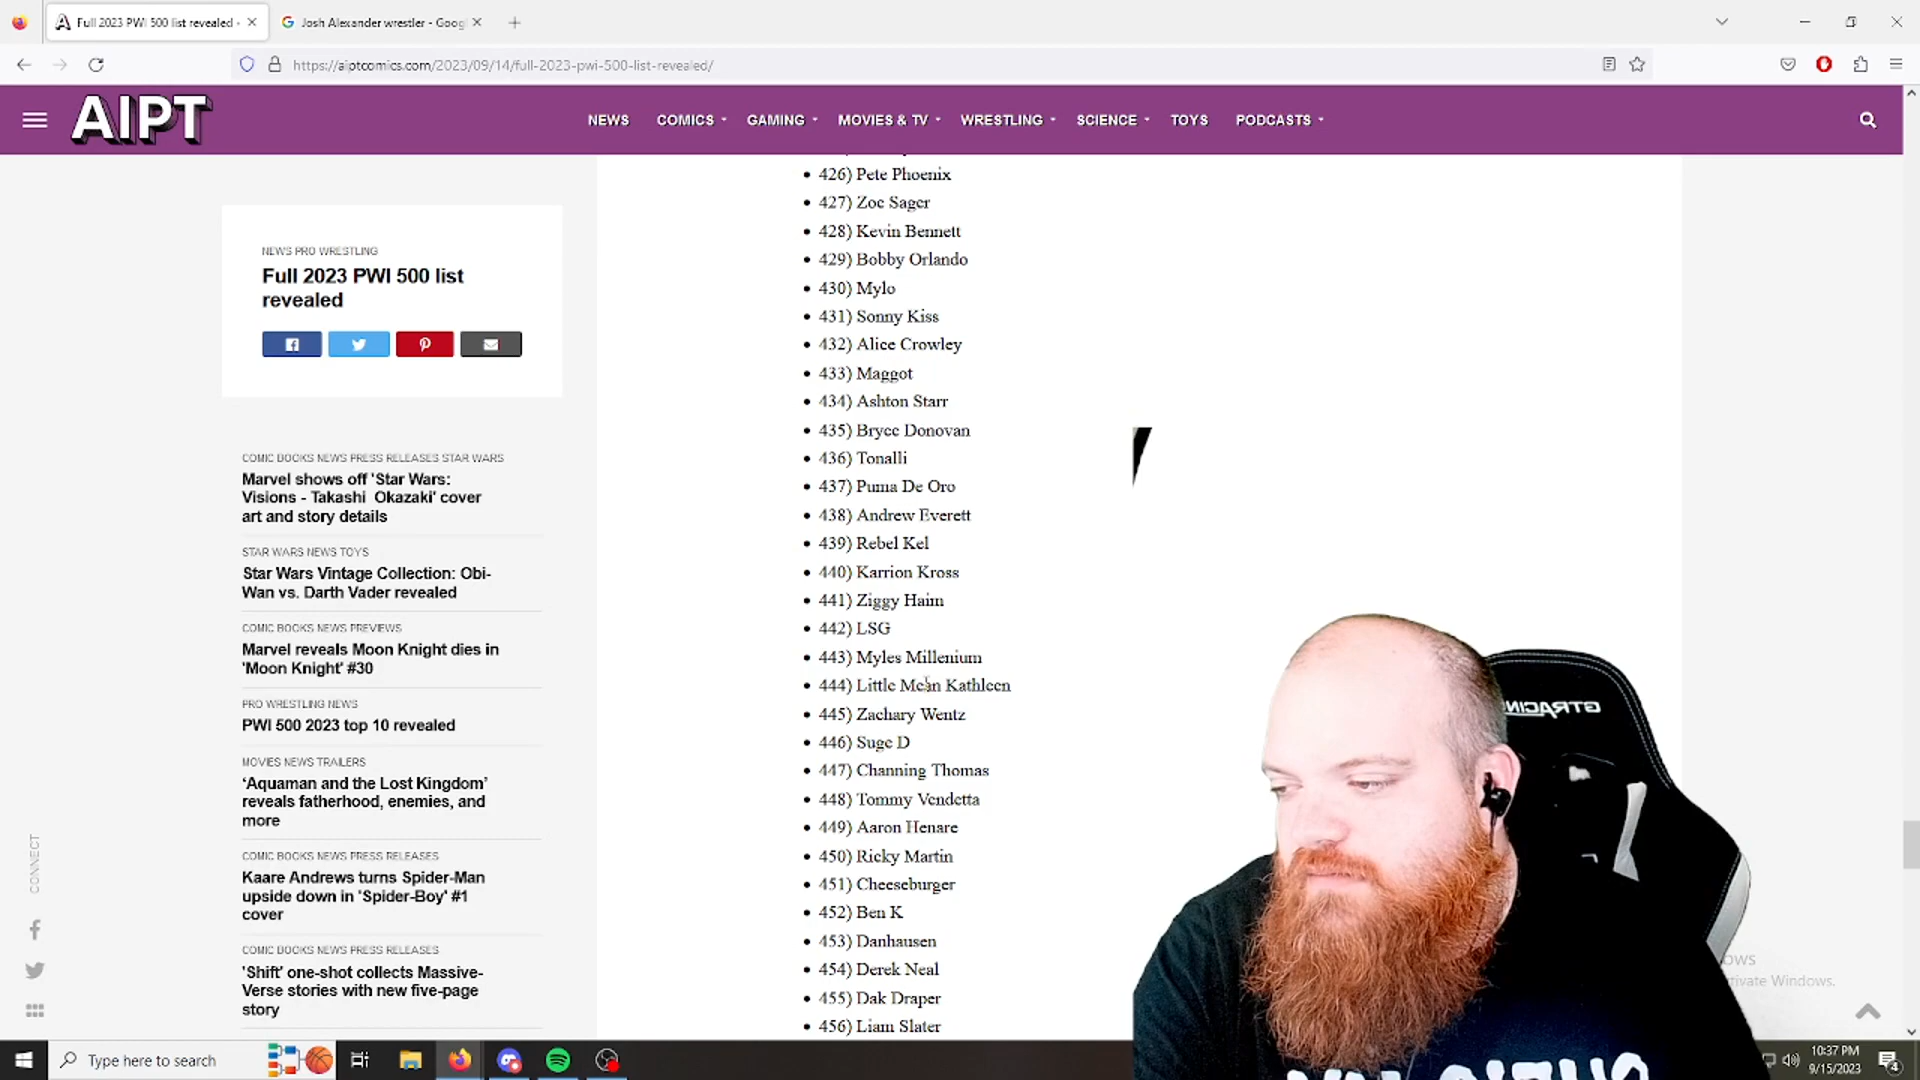 Full 2023 PWI 500 list revealed -
Josh Alexander wrestler - Goog
https://aiptcomics.com/2023/09/14/full-2023-pwi-500-list-revealed/
AIPT
NEWS
COMICS
GAMING
MOVIES & TV
WRESTLING
SCIENCE
TOYS
PODCASTS
NEWS PRO WRESTLING
Full 2023 PWI 500 list
revealed
COMIC BOOKS NEWS PRESS RELEASES STAR WARS
Marvel shows off 'Star Wars:
Visions - Takashi Okazaki' cover
art and story details
STAR WARS NEWS TOYS
Star Wars Vintage Collection: Obi-
Wan vs. Darth Vader revealed
COMIC BOOKS NEWS PREVIEWS
Marvel reveals Moon Knight dies in
'Moon Knight' #30
PRO WRESTLING NEWS
PWI 500 2023 top 10 revealed
MOVIES NEWS TRAILERS
‘Aquaman and the Lost Kingdom’
reveals fatherhood, enemies, and
more
COMIC BOOKS NEWS PRESS RELEASES
Kaare Andrews turns Spider-Man
upside down in 'Spider-Boy' #1
cover
COMIC BOOKS NEWS PRESS RELEASES
'Shift' one-shot collects Massive-
Verse stories with new five-page
story
CONNECT
426) Pete Phoenix
427) Zoe Sager
428) Kevin Bennett
429) Bobby Orlando
430) Mylo
431) Sonny Kiss
432) Alice Crowley
433) Maggot
434) Ashton Starr
435) Bryce Donovan
436) Tonalli
437) Puma De Oro
438) Andrew Everett
439) Rebel Kel
440) Karrion Kross
441) Ziggy Haim
442) LSG
443) Myles Millenium
444) Little Mean Kathleen
445) Zachary Wentz
446) Suge D
447) Channing Thomas
448) Tommy Vendetta
449) Aaron Henare
450) Ricky Martin
451) Cheeseburger
452) Ben K
453) Danhausen
454) Derek Neal
455) Dak Draper
456) Liam Slater
GTRACING
ows
tivate Windows.
Type here to search
10:37 PM
9/15/2023
4